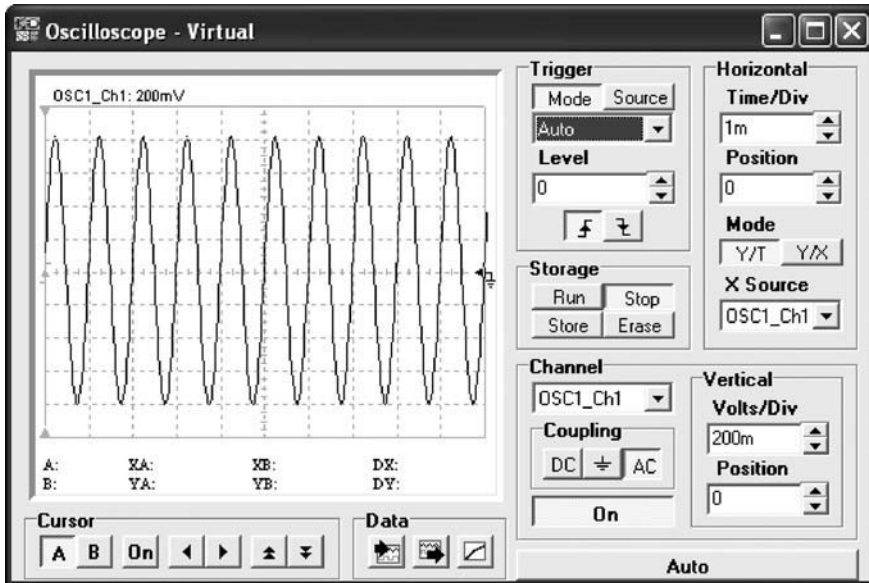 Oscilloscope - Virtual
OSC1_Ch1: 200mV
A: XA: XB: DX:
B: YA: YB: DY:
Cursor
A B On
Data
Trigger
Mode Source
Auto
Level
0
Storage
Run Stop
Store Erase
Horizontal
Time/Div
1m
Position
0
Mode
Y/T Y/X
X Source
OSC1_Ch1
Channel
OSC1_Ch1
Coupling
DC AC
On
Vertical
Volts/Div
200m
Position
0
Auto